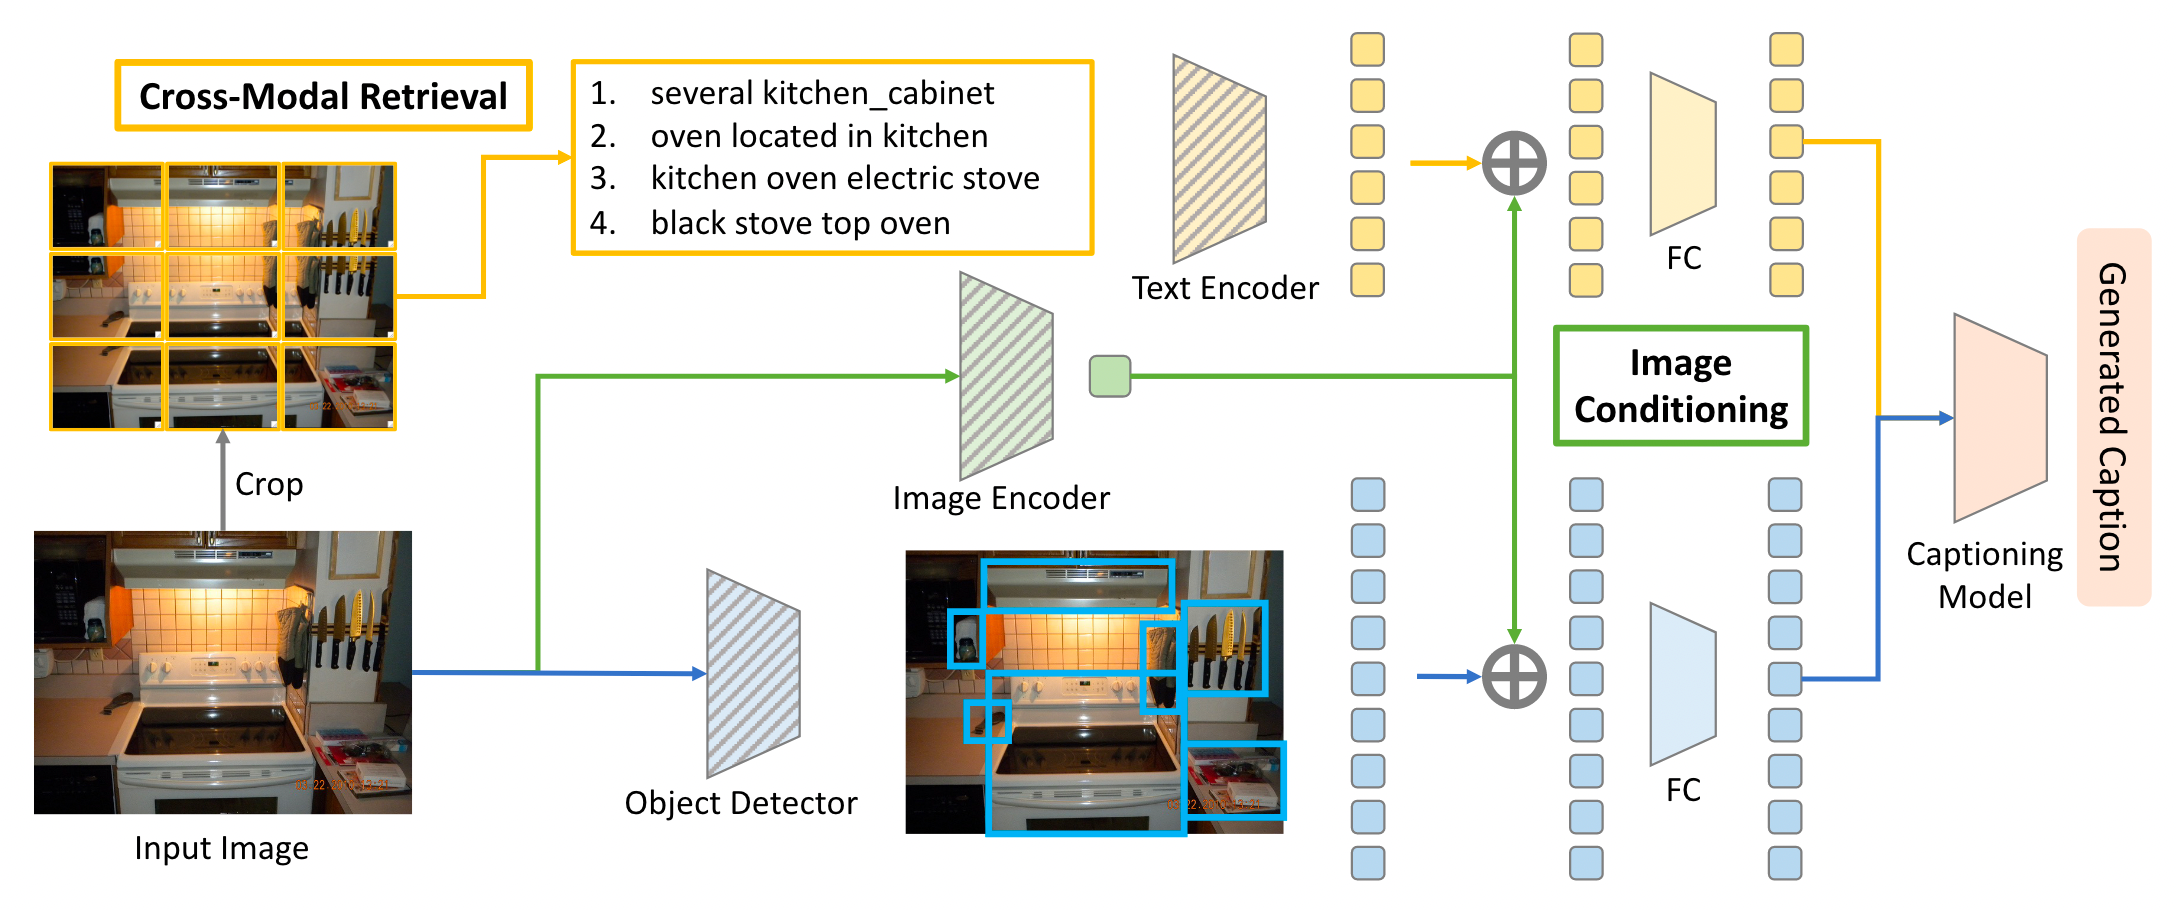 Cross-Modal Retrieval
1. several kitchen_cabinet
2. oven located in kitchen
3. kitchen oven electric stove
4. black stove top oven
Text Encoder
FC
Image
Conditioning
Generated Caption
Crop
Image Encoder
Captioning
Model
Object Detector
FC
Input Image